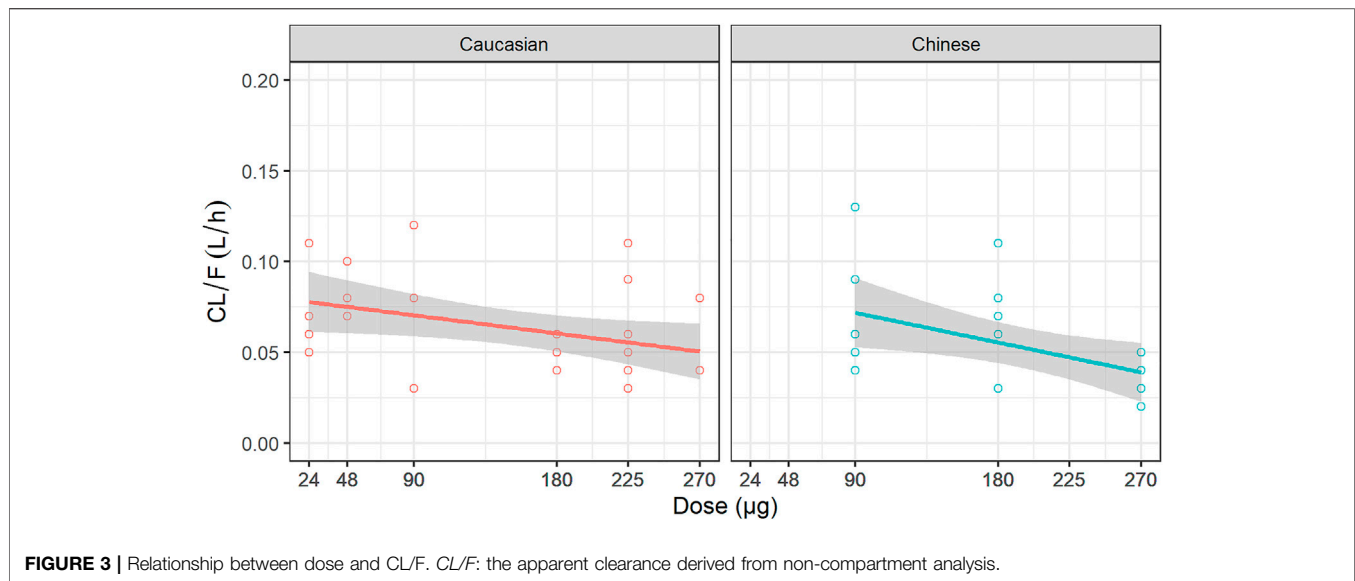 Caucasian Chinese
CL/F (L/h)
0.20
0.15
0.10
0.05
0.00
24 48 90 180 225 270 24 48 90 180 225 270
Dose (µg)
FIGURE 3 | Relationship between dose and CL/F. CL/F: the apparent clearance derived from non-compartment analysis.